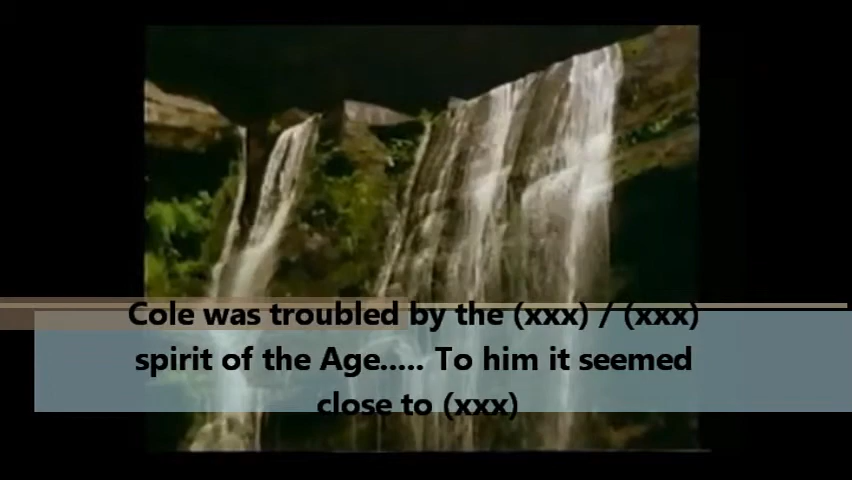 Cole was troubled by the (xxx) / (xxx)
spirit of the Age..... To him it seemed
close to (xxx)